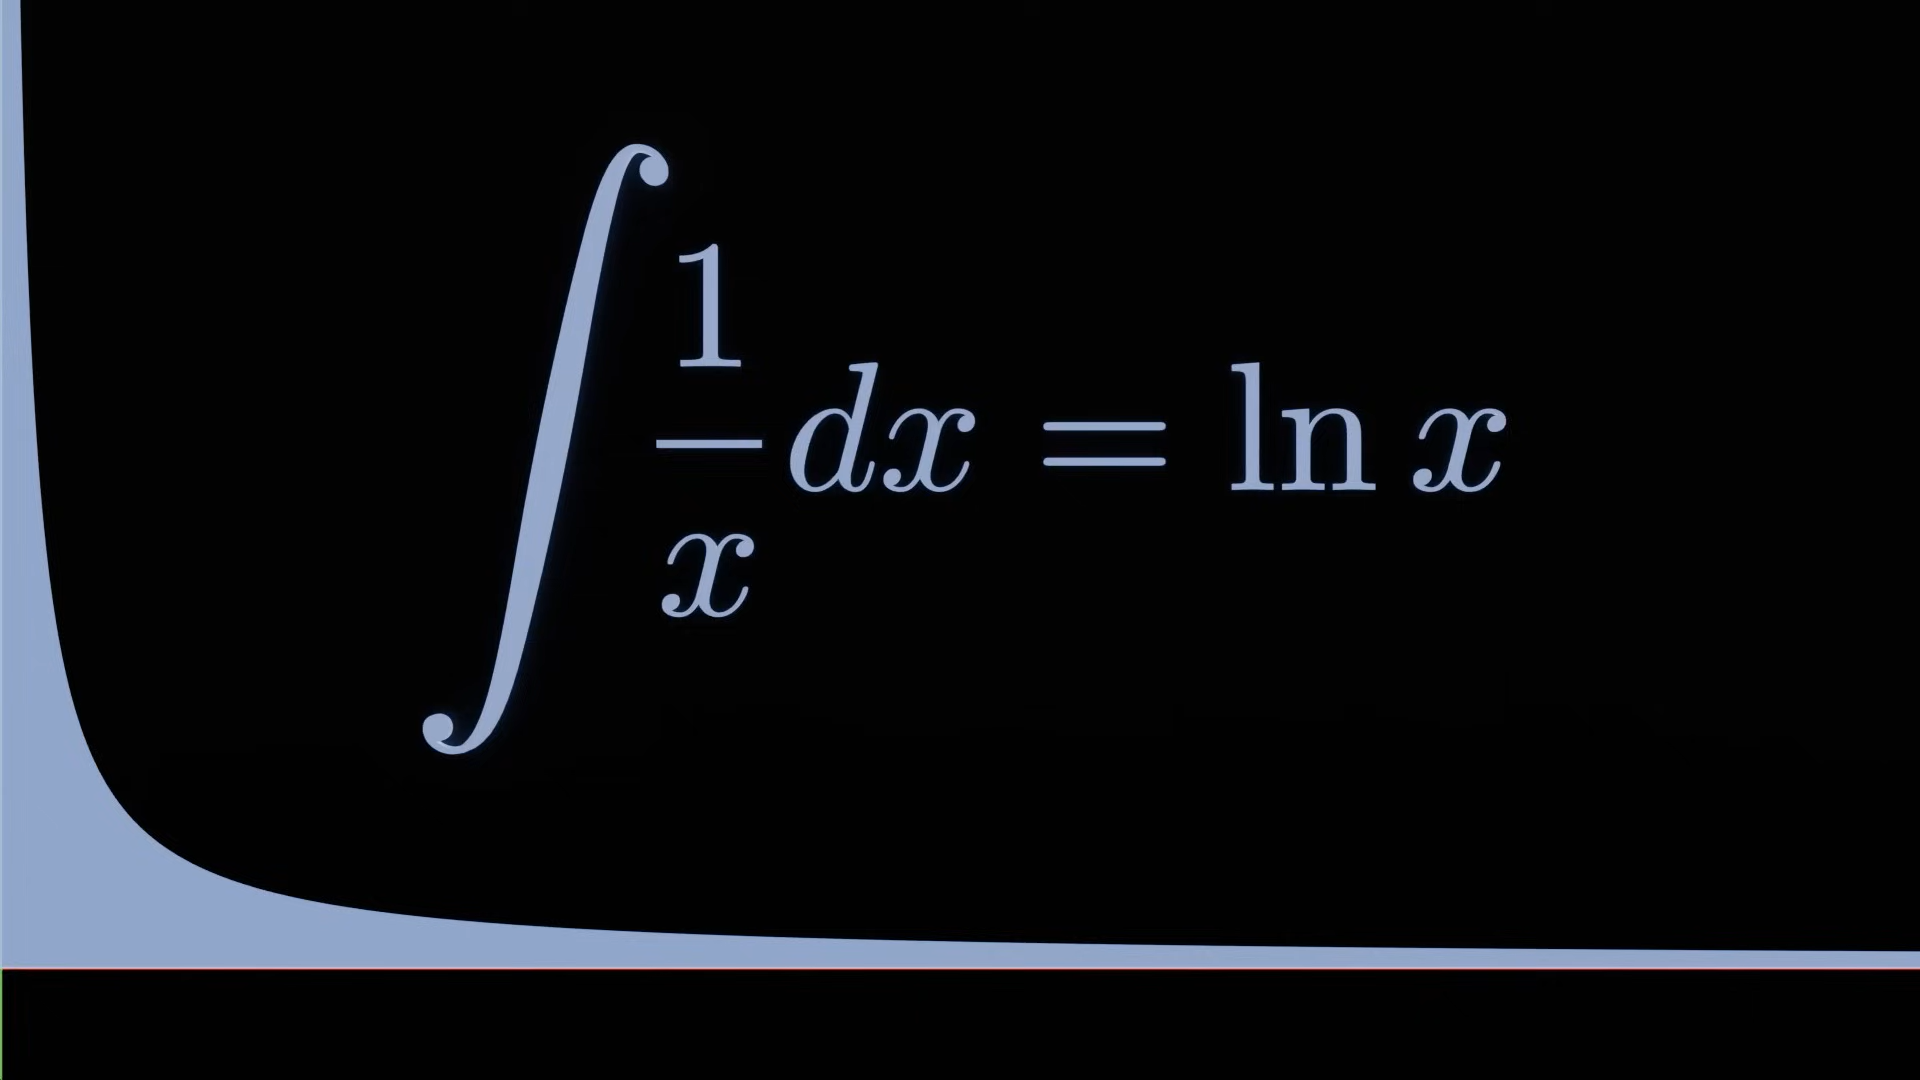 ∫ 1/x dx = ln x